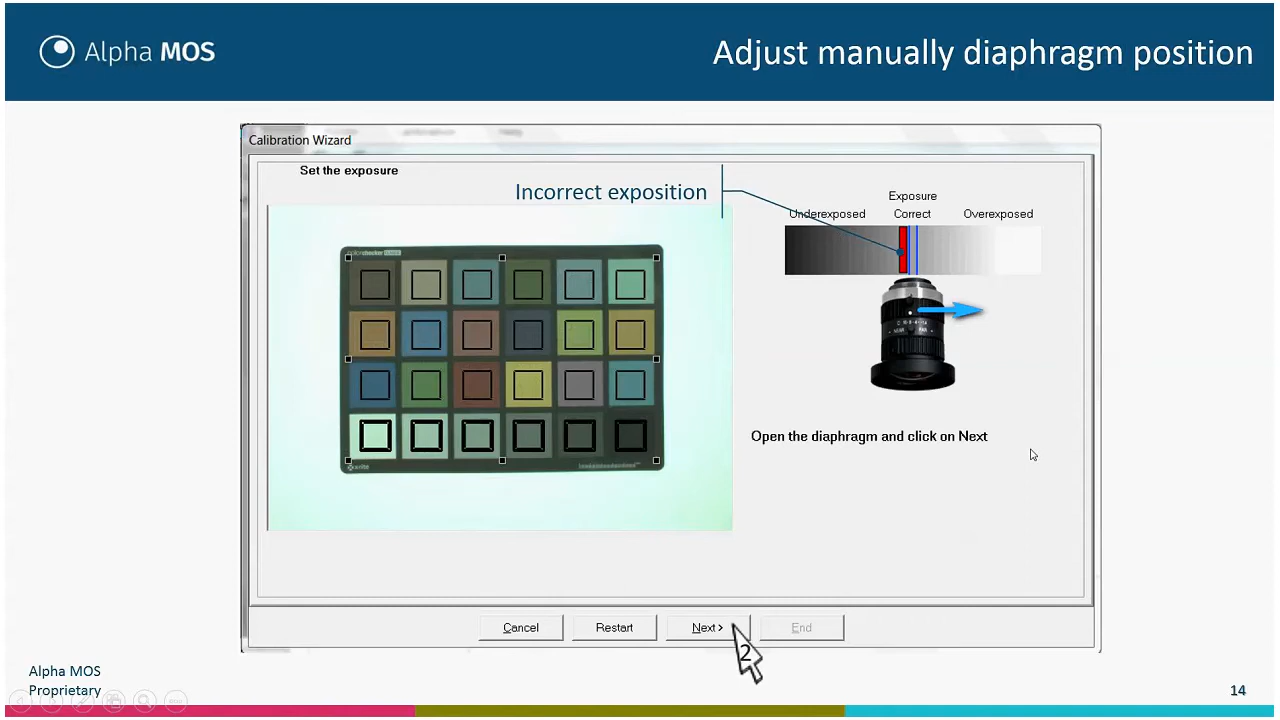 Alpha MOS
Adjust manually diaphragm position
Calibration Wizard
Set the exposure
Incorrect exposition
Exposure
Underexposed Correct Overexposed
Open the diaphragm and click on Next
Cancel Restart Next > End
2
Alpha MOS
Proprietary
14